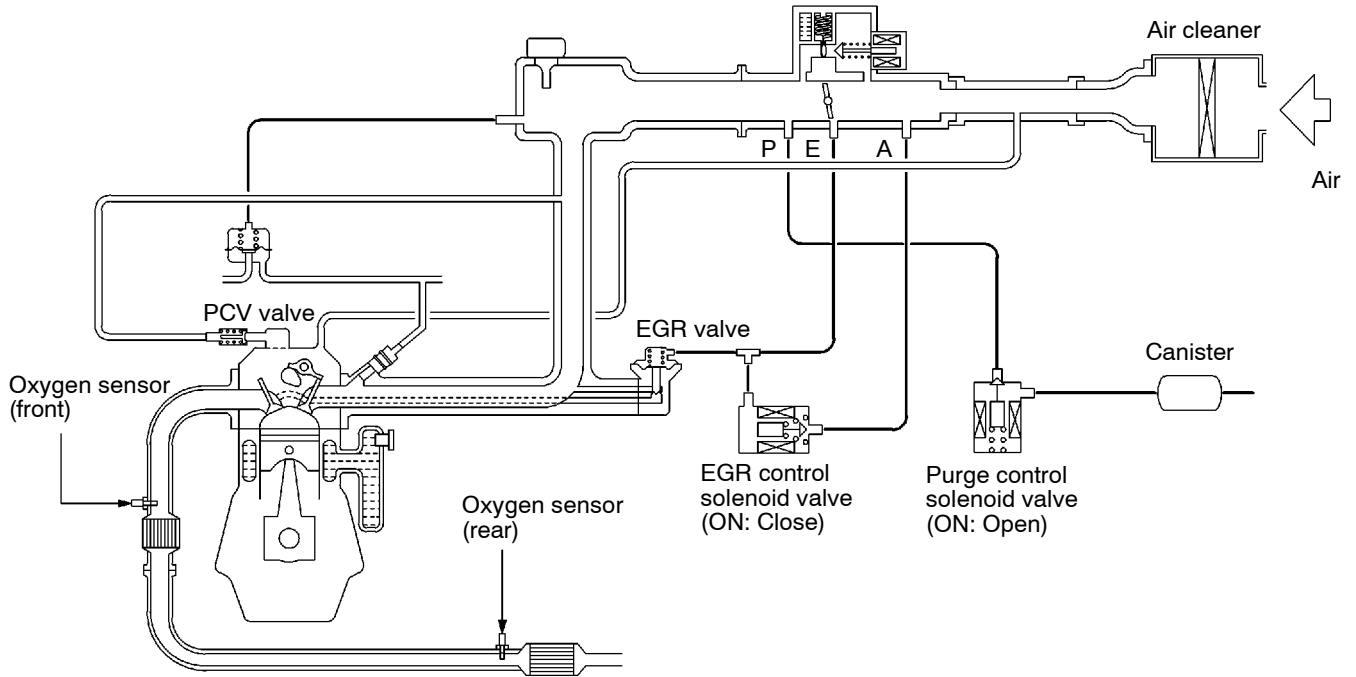 Air cleaner
P
E
A
Air
PCV valve
EGR valve
Canister
Oxygen sensor
(front)
EGR control
solenoid valve
(ON: Close)
Purge control
solenoid valve
(ON: Open)
Oxygen sensor
(rear)